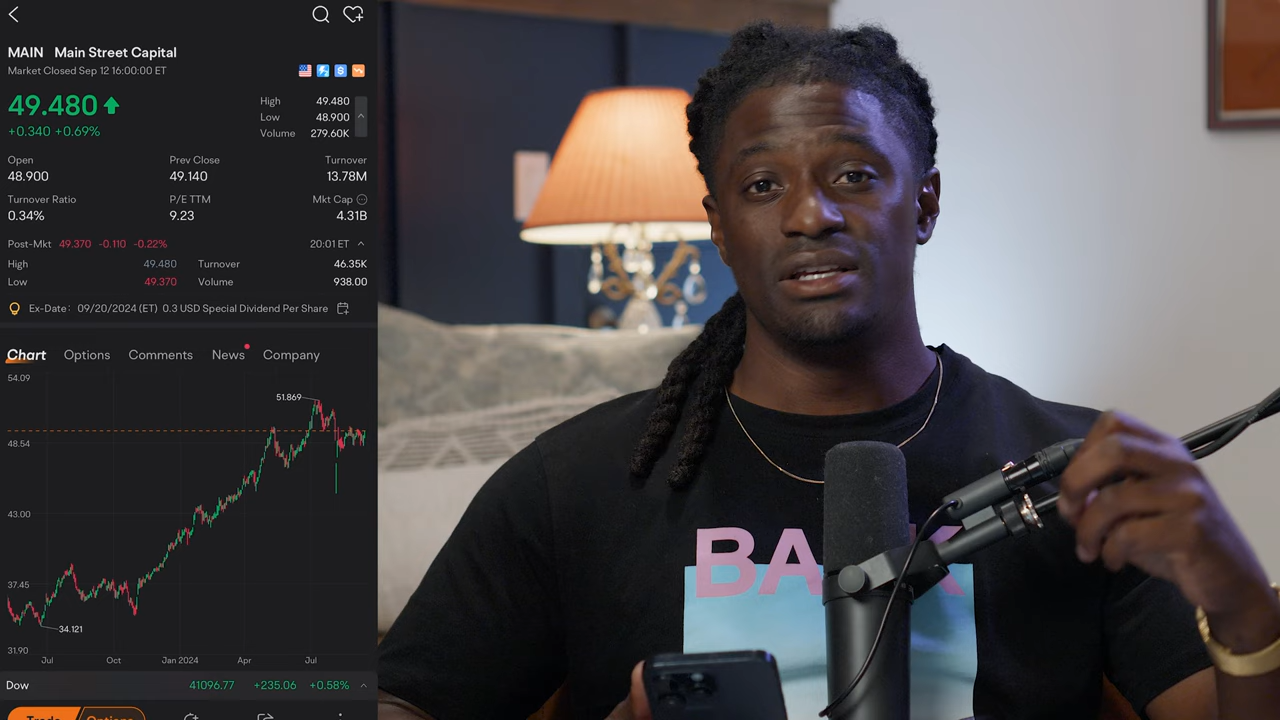 MAIN Main Street Capital
Market Closed Sep 12 16:00:00 ET
49.480
+0.340 +0.69%
High 49.480
Low 48.900
Volume 279.60K
Open Prev Close Turnover
48.900 49.140 13.78M
Turnover Ratio P/E TTM Mkt Cap
0.34% 9.23 4.31B
Post-Mkt 49.370 -0.110 -0.22% 20:01 ET
High 49.480 Turnover 46.35K
Low 49.370 Volume 938.00
Ex-Date: 09/20/2024 (ET) 0.3 USD Special Dividend Per Share
Chart Options Comments News Company
54.09
51.869
48.54
43.00
37.45
34.121
31.90
Jul Oct Jan 2024 Apr Jul
Dow 41096.77 +235.06 +0.58%
Trade Options